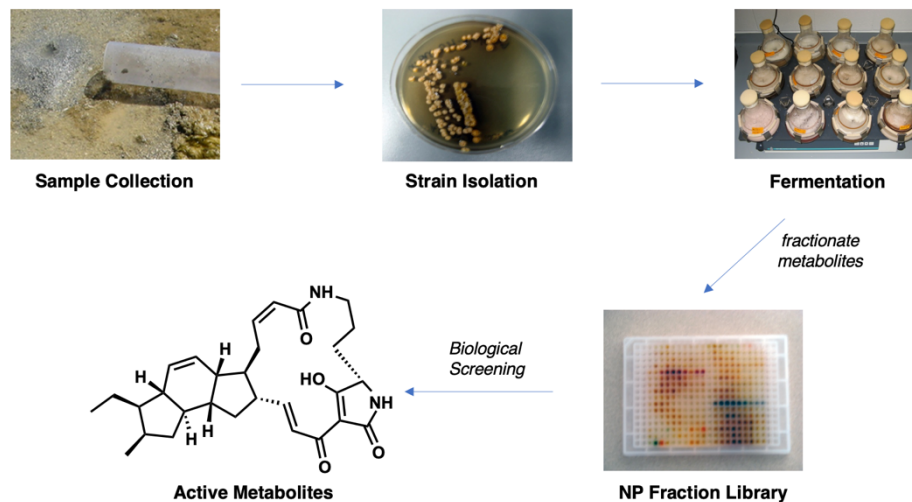 Sample Collection
Strain Isolation
Fermentation
fractionate
metabolites
NH
O
H
H
H
H
HO
NH
O
O
Biological
Screening
Active Metabolites
NP Fraction Library